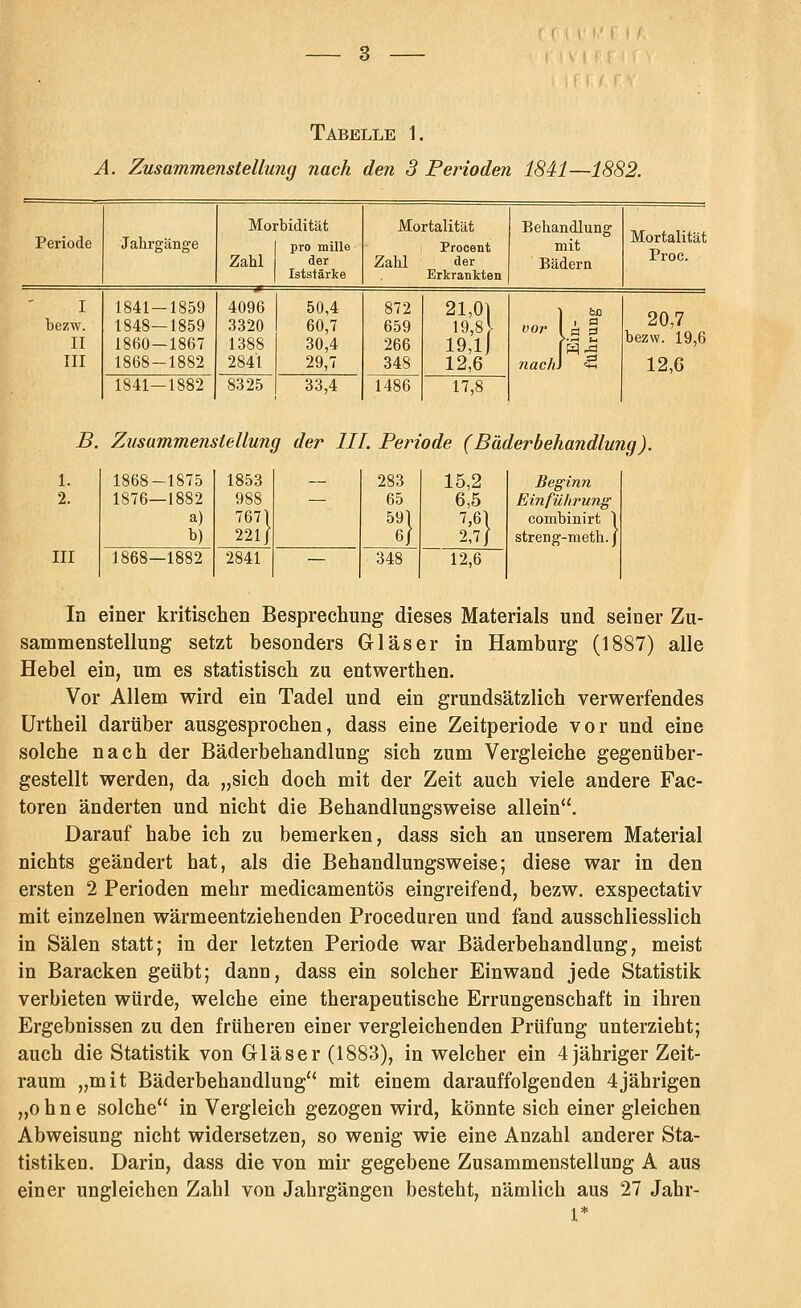 3
TABELLE 1.
A. Zusammenstellung nach den 3 Perioden 1841—1882.
Periode | Jahrgänge | Morbidität Zahl | pro mille der Iststärke | Mortalität Zahl | Procent der Erkrankten | Behandlung mit Bädern | Mortalität Proc.
I | 1841—1859 | 4096 | 50,4 | 872 | 21,0 | vor Ein- | 20,7
bezw. | 1848—1859 | 3320 | 60,7 | 659 | 19,8 | führung | bezw. 19,6
II | 1860—1867 | 1388 | 30,4 | 266 | 19,1
III | 1868—1882 | 2841 | 29,7 | 348 | 12,6 | nach | 12,6
1841—1882 | 8325 | 33,4 | 1486 | 17,8
B. Zusammenstellung der III. Periode (Bäderbehandlung).
1. | 1868—1875 | 1853 | — | 283 | 15,2 | Beginn
2. | 1876—1882 | 988 | — | 65 | 6,5 | Einführung
a) | 767 | 59 | 7,6 | combinirt
b) | 221 | 6 | 2,7 | streng-meth.
III | 1868—1882 | 2841 | — | 348 | 12,6
In einer kritischen Besprechung dieses Materials und seiner Zu-
sammenstellung setzt besonders Gläser in Hamburg (1887) alle
Hebel ein, um es statistisch zu entwerthen.
Vor Allem wird ein Tadel und ein grundsätzlich verwerfendes
Urtheil darüber ausgesprochen, dass eine Zeitperiode vor und eine
solche nach der Bäderbehandlung sich zum Vergleiche gegenüber-
gestellt werden, da „sich doch mit der Zeit auch viele andere Fac-
toren änderten und nicht die Behandlungsweise allein“.
Darauf habe ich zu bemerken, dass sich an unserem Material
nichts geändert hat, als die Behandlungsweise; diese war in den
ersten 2 Perioden mehr medicamentös eingreifend, bezw. exspectativ
mit einzelnen wärmeentziehenden Proceduren und fand ausschliesslich
in Sälen statt; in der letzten Periode war Bäderbehandlung, meist
in Baracken geübt; dann, dass ein solcher Einwand jede Statistik
verbieten würde, welche eine therapeutische Errungenschaft in ihren
Ergebnissen zu den früheren einer vergleichenden Prüfung unterzieht;
auch die Statistik von Gläser (1883), in welcher ein 4jähriger Zeit-
raum „mit Bäderbehandlung“ mit einem darauffolgenden 4jährigen
„ohne solche“ in Vergleich gezogen wird, könnte sich einer gleichen
Abweisung nicht widersetzen, so wenig wie eine Anzahl anderer Sta-
tistiken. Darin, dass die von mir gegebene Zusammenstellung A aus
einer ungleichen Zahl von Jahrgängen besteht, nämlich aus 27 Jahr-
1*